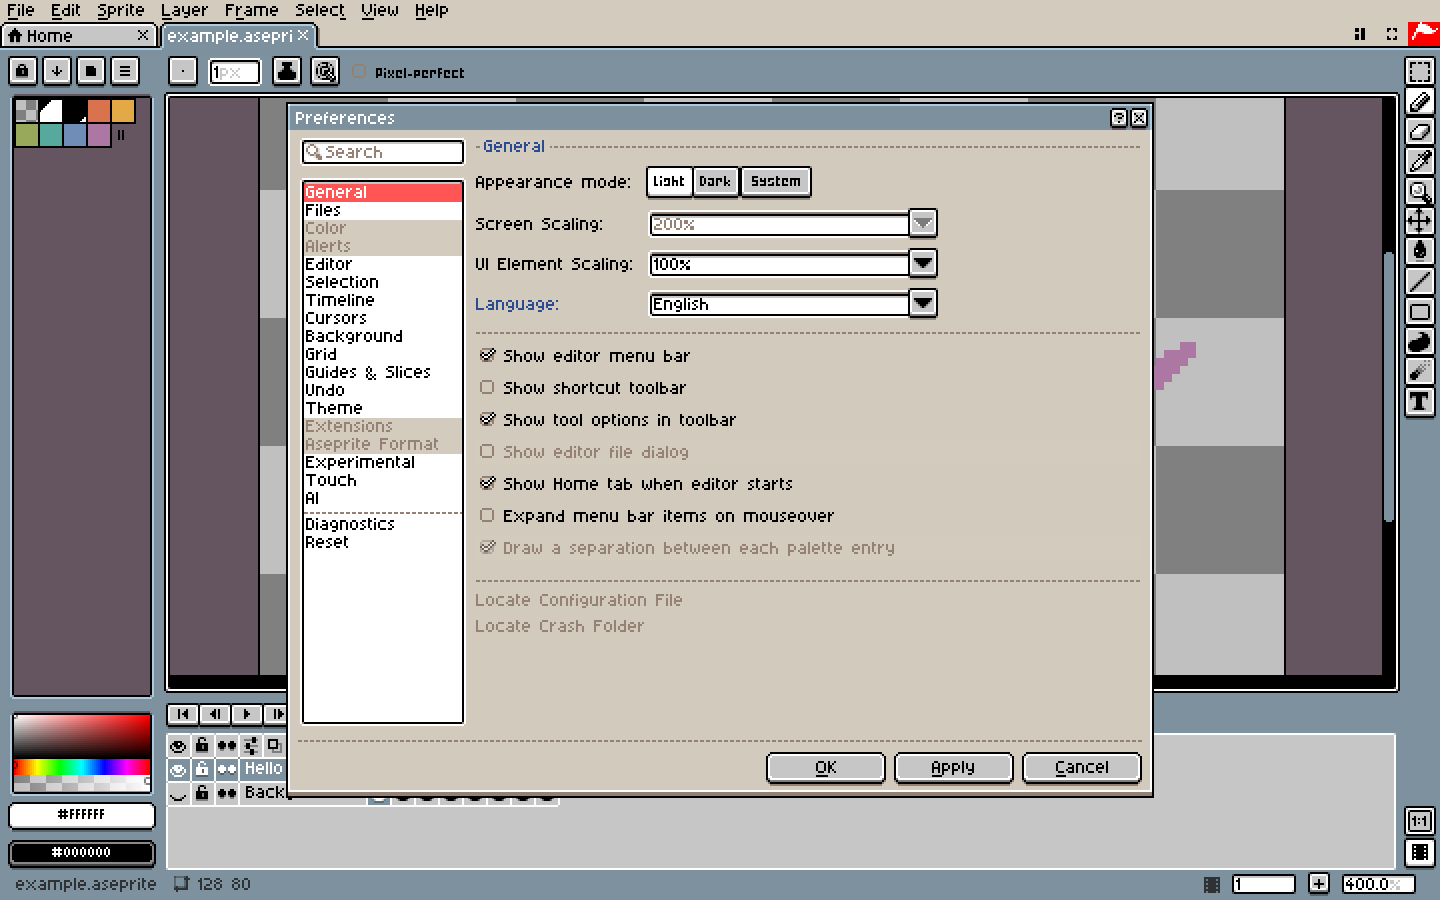 File Edit Sprite Layer Frame Select View Help
Home
example.asepri
1px
Pixel-perfect
Preferences
Search
General
Files
Color
Alerts
Editor
Selection
Timeline
Cursors
Background
Grid
Guides & Slices
Undo
Theme
Extensions
Aseprite Format
Experimental
Touch
AI
Diagnostics
Reset
General
Appearance mode: Light Dark System
Screen Scaling: 200%
UI Element Scaling: 100%
Language: English
Show editor menu bar
Show shortcut toolbar
Show tool options in toolbar
Show editor file dialog
Show Home tab when editor starts
Expand menu bar items on mouseover
Draw a separation between each palette entry
Locate Configuration File
Locate Crash Folder
OK Apply Cancel
Hello
Back
#FFFFFF
#000000
1:1
example.aseprite 128 80
1
400.0%